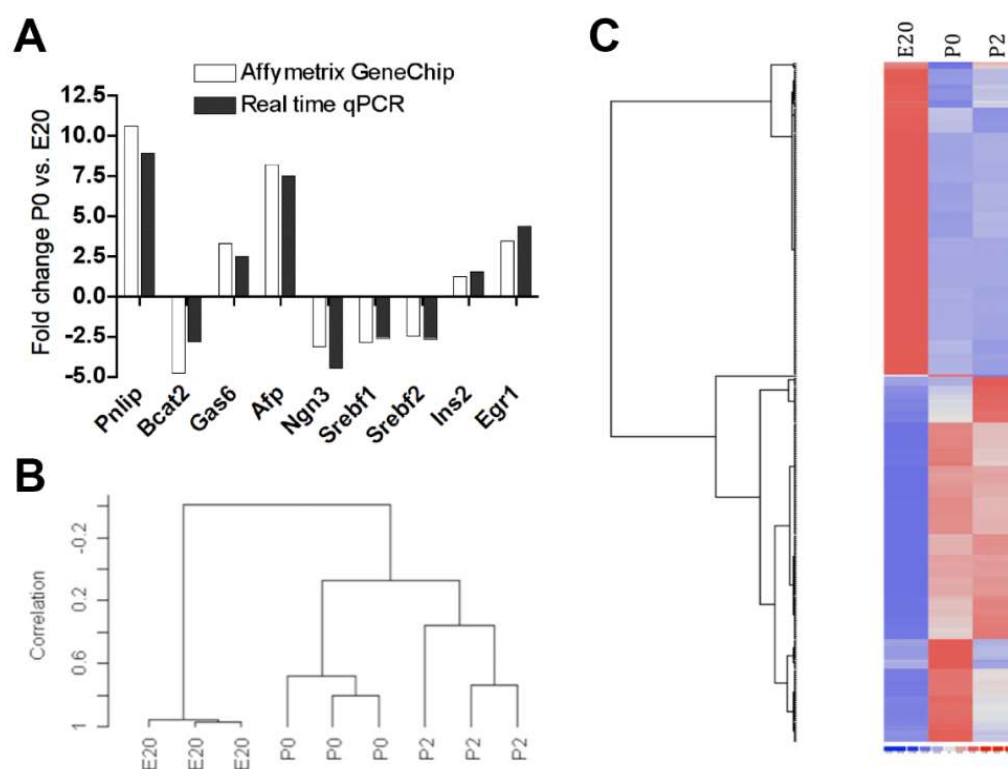 A
Affymetrix GeneChip
Real time qPCR
Fold change P0 vs. E20
12.5
10.0
7.5
5.0
2.5
0.0
-2.5
-5.0
Pnlip
Bcat2
Gas6
Afp
Ngn3
Srebf1
Srebf2
Ins2
Egr1
B
Correlation
-0.2
0.2
0.6
1
E20
E20
E20
P0
P0
P0
P2
P2
P2
C
E20
P0
P2